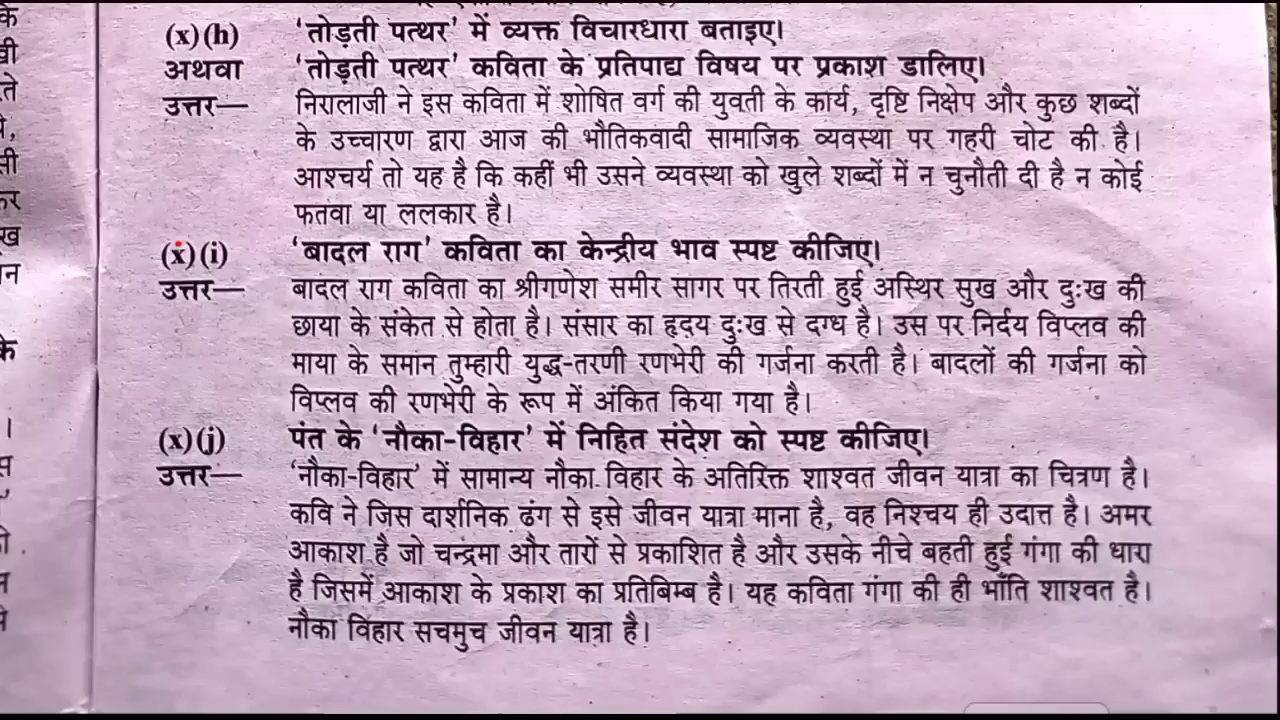 (x)(h) 'तोड़ती पत्थर' में व्यक्त विचारधारा बताइए।
अथवा 'तोड़ती पत्थर' कविता के प्रतिपाद्य विषय पर प्रकाश डालिए।
उत्तर— निरालाजी ने इस कविता में शोषित वर्ग की युवती के कार्य, दृष्टि निक्षेप और कुछ शब्दों
के उच्चारण द्वारा आज की भौतिकवादी सामाजिक व्यवस्था पर गहरी चोट की है।
आश्चर्य तो यह है कि कहीं भी उसने व्यवस्था को खुले शब्दों में न चुनौती दी है न कोई
फतवा या ललकार है।
(x)(i) 'बादल राग' कविता का केन्द्रीय भाव स्पष्ट कीजिए।
उत्तर— बादल राग कविता का श्रीगणेश समीर सागर पर तिरती हुई अस्थिर सुख और दुःख की
छाया के संकेत से होता है। संसार का हृदय दुःख से दग्ध है। उस पर निर्दय विप्लव की
माया के समान तुम्हारी युद्ध-तरणी रणभेरी की गर्जना करती है। बादलों की गर्जना को
विप्लव की रणभेरी के रूप में अंकित किया गया है।
(x)(j) पंत के 'नौका-विहार' में निहित संदेश को स्पष्ट कीजिए।
उत्तर— 'नौका-विहार' में सामान्य नौका विहार के अतिरिक्त शाश्वत जीवन यात्रा का चित्रण है।
कवि ने जिस दार्शनिक ढंग से इसे जीवन यात्रा माना है, वह निश्चय ही उदात्त है। अमर
आकाश है जो चन्द्रमा और तारों से प्रकाशित है और उसके नीचे बहती हुई गंगा की धारा
है जिसमें आकाश के प्रकाश का प्रतिबिम्ब है। यह कविता गंगा की ही भाँति शाश्वत है।
नौका विहार सचमुच जीवन यात्रा है।